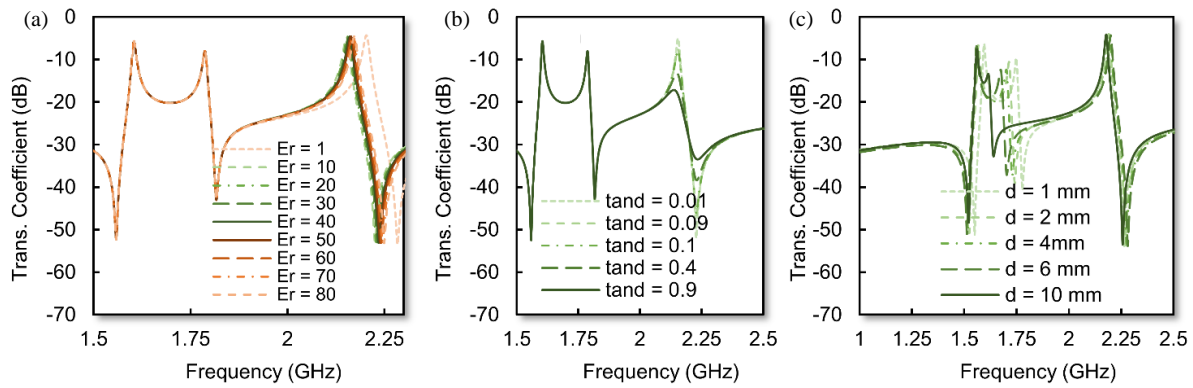 (a)
Trans. Coefficient (dB)
0
-10
-20
-30
-40
-50
-60
-70
Er = 1
Er = 10
Er = 20
Er = 30
Er = 40
Er = 50
Er = 60
Er = 70
Er = 80
1.5
1.75
2
2.25
Frequency (GHz)
(b)
Trans. Coefficient (dB)
0
-10
-20
-30
-40
-50
-60
-70
tand = 0.01
tand = 0.09
tand = 0.1
tand = 0.4
tand = 0.9
1.5
1.75
2
2.25
2.5
Frequency (GHz)
(c)
Trans. Coefficient (dB)
0
-10
-20
-30
-40
-50
-60
-70
d = 1 mm
d = 2 mm
d = 4mm
d = 6 mm
d = 10 mm
1
1.25
1.5
1.75
2
2.25
2.5
Frequency (GHz)